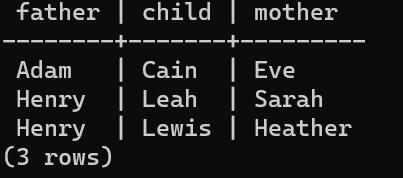 father | child | mother
--------+-------+---------
Adam | Cain | Eve
Henry | Leah | Sarah
Henry | Lewis | Heather
(3 rows)